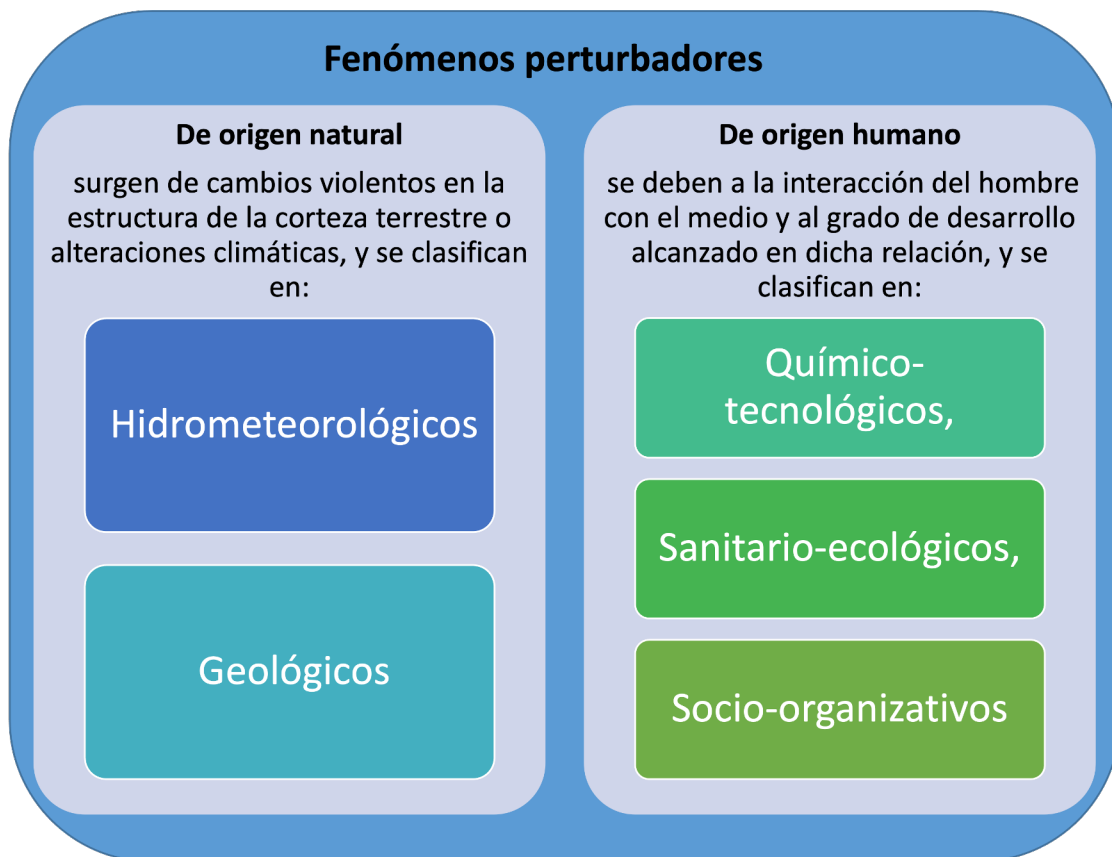 Fenómenos perturbadores
De origen natural
surgen de cambios violentos en la
estructura de la corteza terrestre o
alteraciones climáticas, y se clasifican
en:
Hidrometeorológicos
Geológicos
De origen humano
se deben a la interacción del hombre
con el medio y al grado de desarrollo
alcanzado en dicha relación, y se
clasifican en:
Químico-
tecnológicos,
Sanitario-ecológicos,
Socio-organizativos